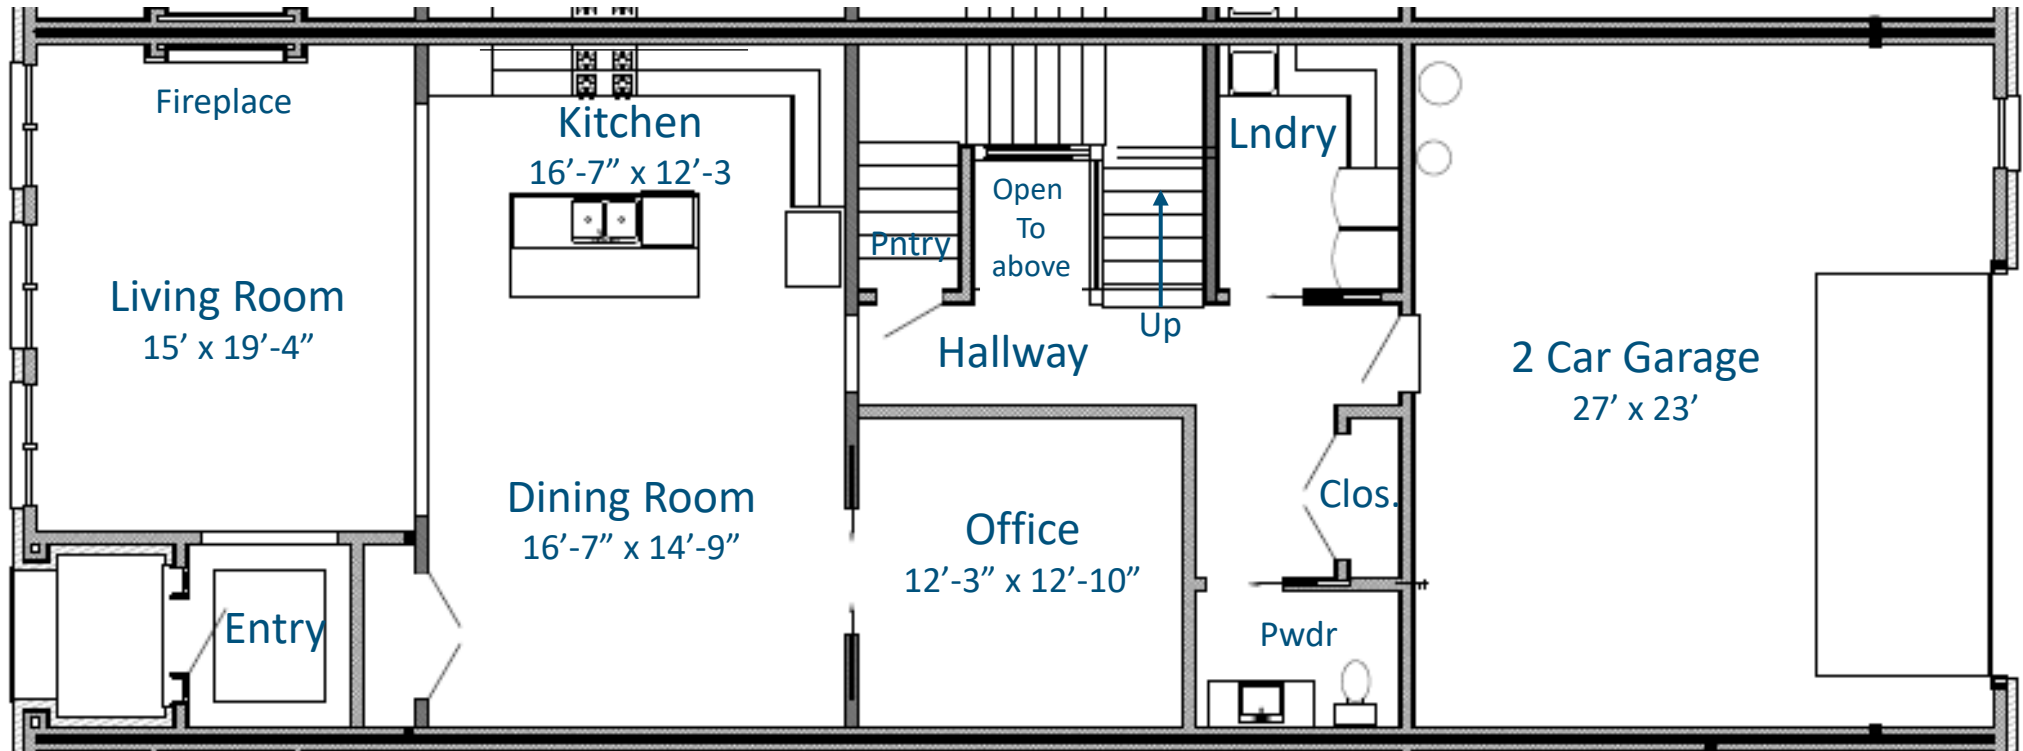 Fireplace
Kitchen
16’-7” x 12’-3
Lndry
Open
To
above
Pntry
Living Room
15’ x 19’-4”
Up
Hallway
2 Car Garage
27’ x 23’
Dining Room
16’-7” x 14’-9”
Office
12’-3” x 12’-10”
Clos.
Entry
Pwdr